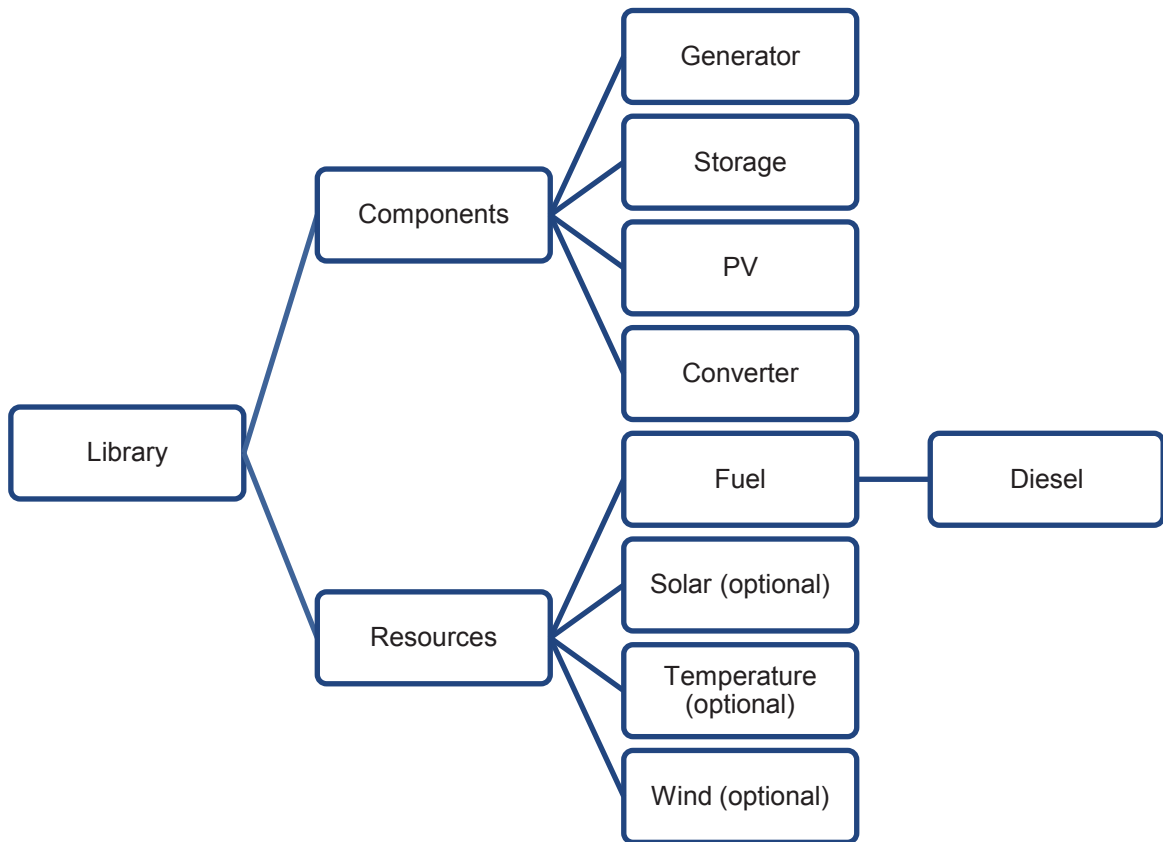 Generator
Storage
Components
PV
Converter
Library
Fuel
Diesel
Solar (optional)
Resources
Temperature
(optional)
Wind (optional)